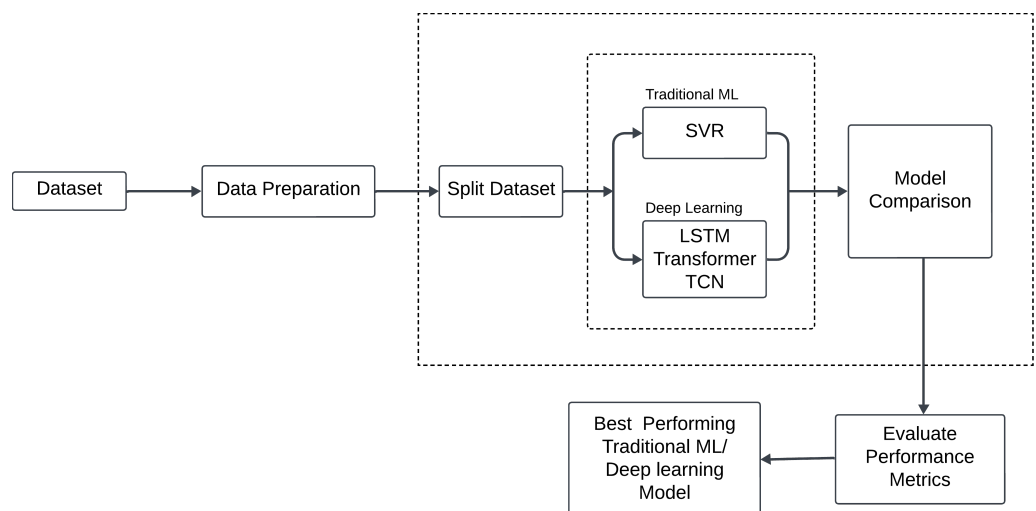 Dataset
Data Preparation
Split Dataset
Traditional ML
SVR
Deep Learning
LSTM
Transformer
TCN
Model
Comparison
Evaluate
Performance
Metrics
Best Performing
Traditional ML/
Deep learning
Model